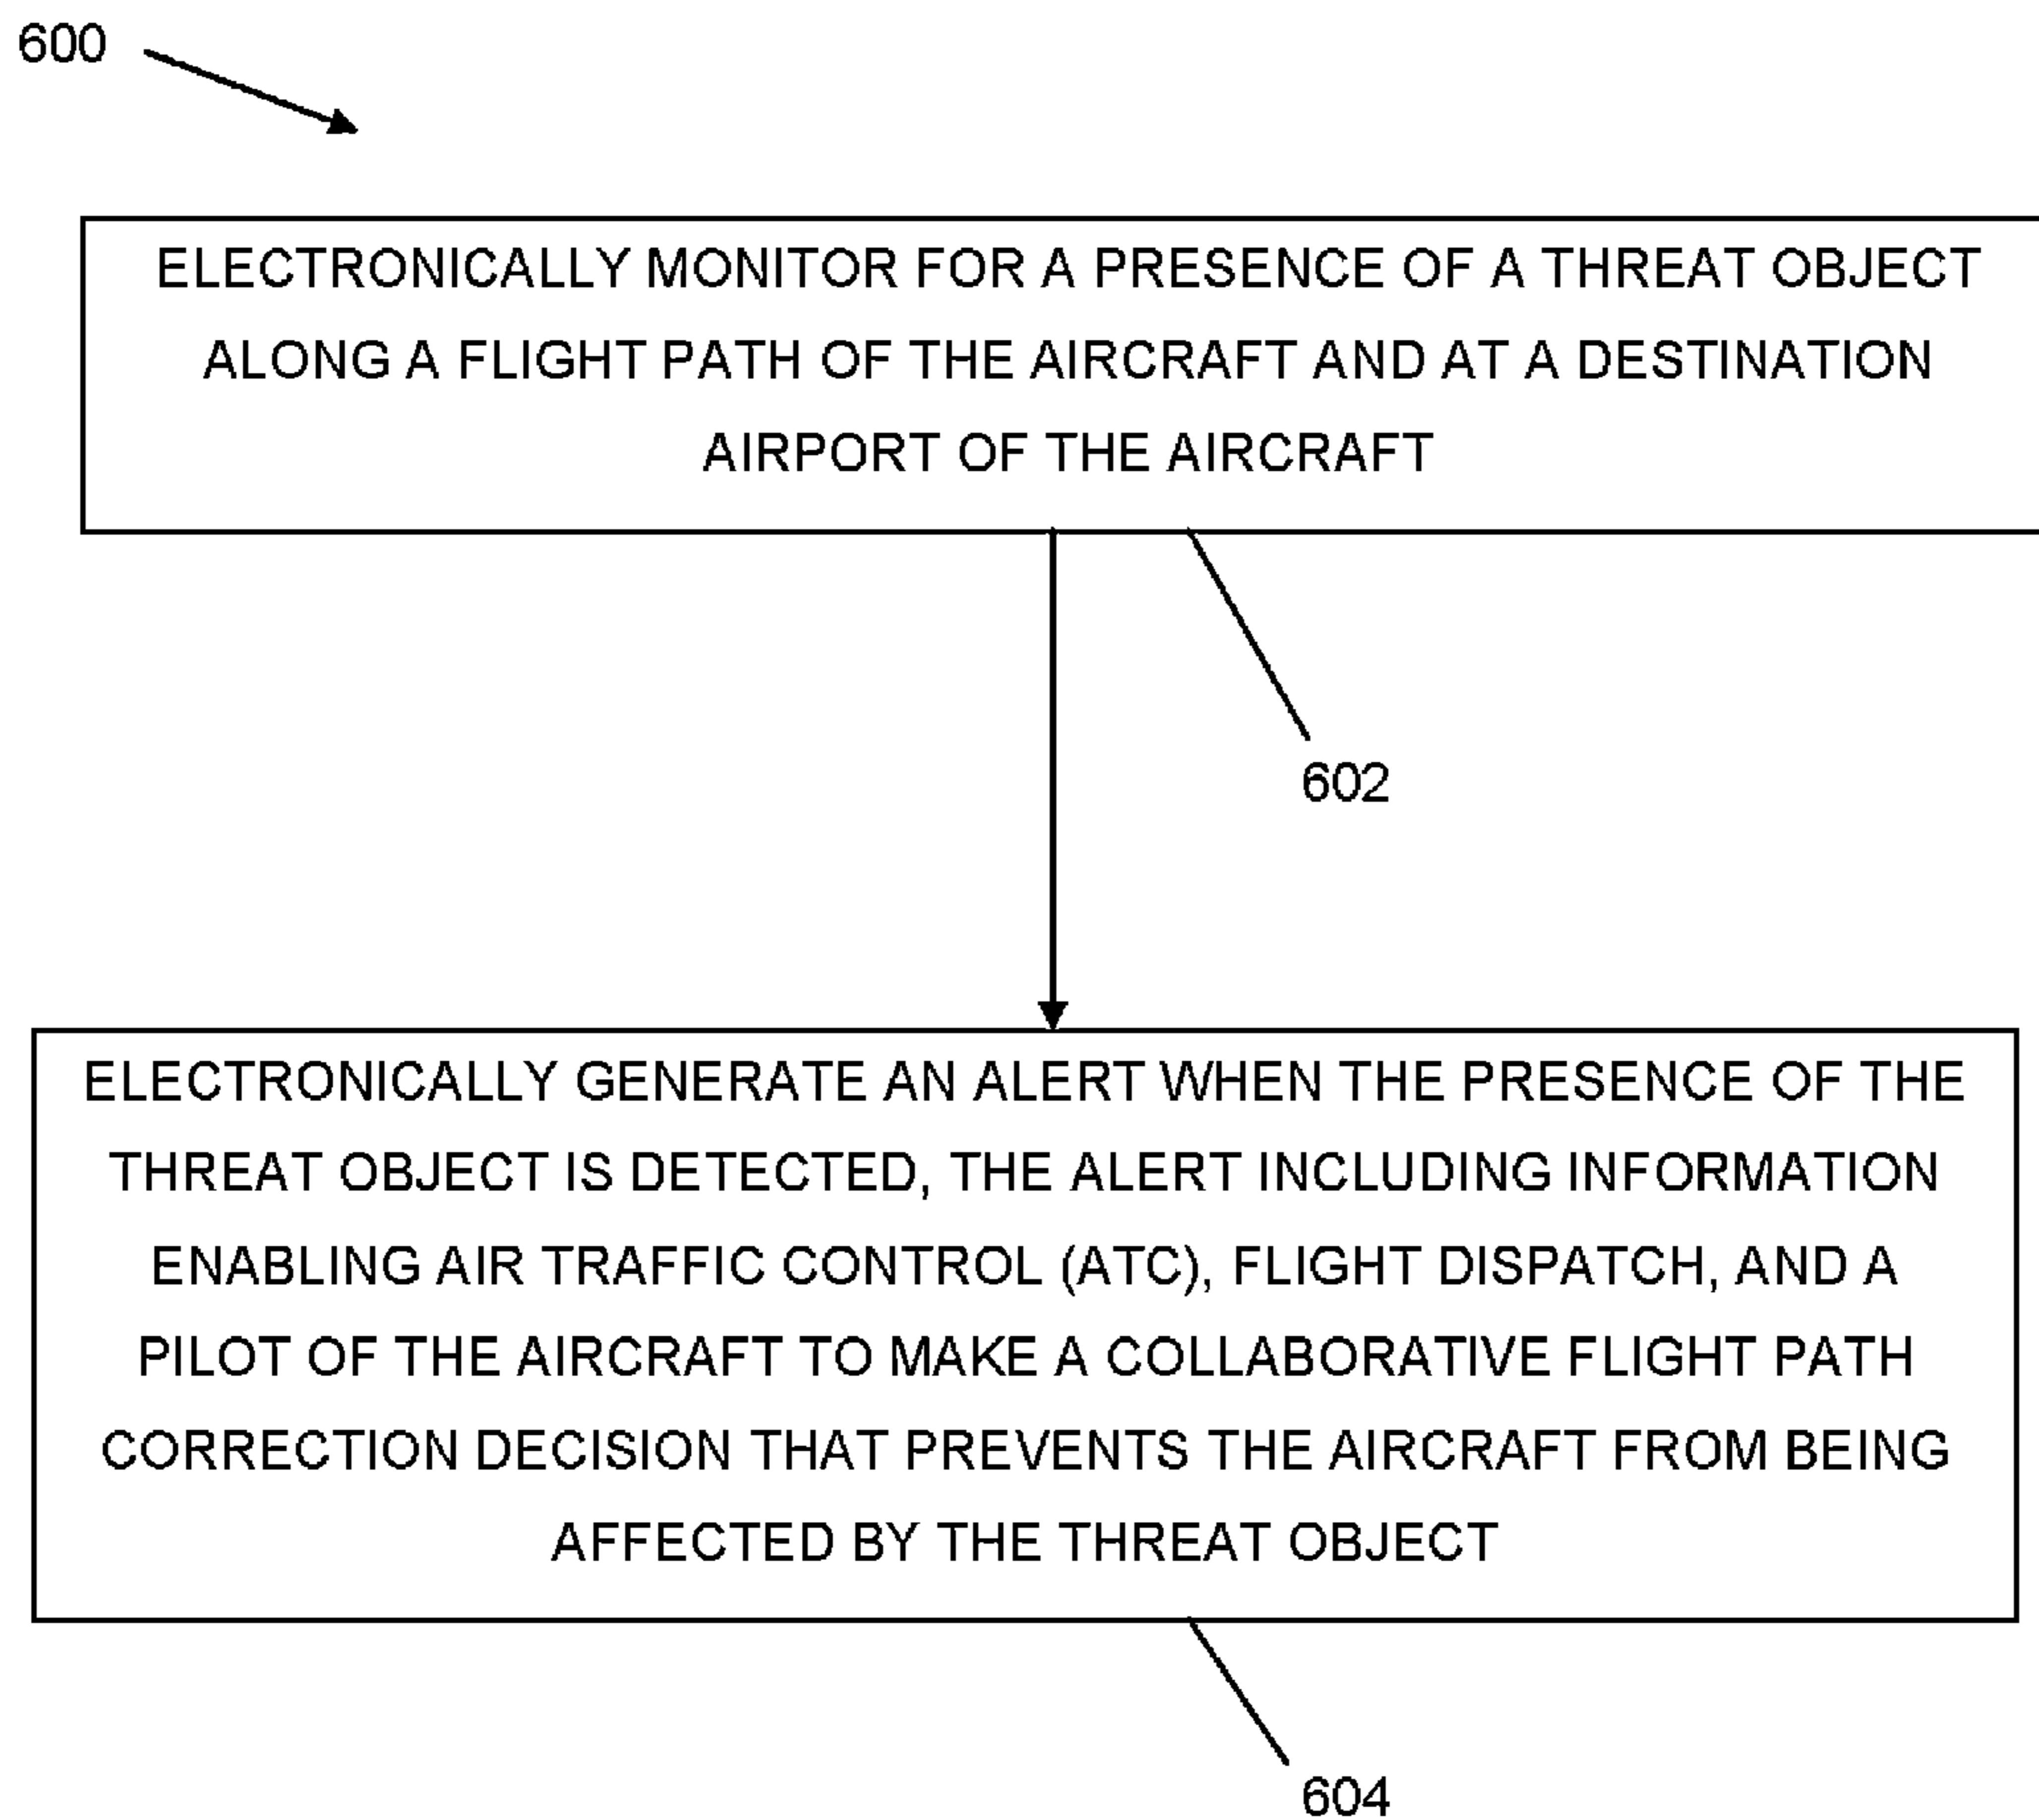 600
ELECTRONICALLY MONITOR FOR A PRESENCE OF A THREAT OBJECT
ALONG A FLIGHT PATH OF THE AIRCRAFT AND AT A DESTINATION
AIRPORT OF THE AIRCRAFT
602
ELECTRONICALLY GENERATE AN ALERT WHEN THE PRESENCE OF THE
THREAT OBJECT IS DETECTED, THE ALERT INCLUDING INFORMATION
ENABLING AIR TRAFFIC CONTROL (ATC), FLIGHT DISPATCH, AND A
PILOT OF THE AIRCRAFT TO MAKE A COLLABORATIVE FLIGHT PATH
CORRECTION DECISION THAT PREVENTS THE AIRCRAFT FROM BEING
AFFECTED BY THE THREAT OBJECT
604